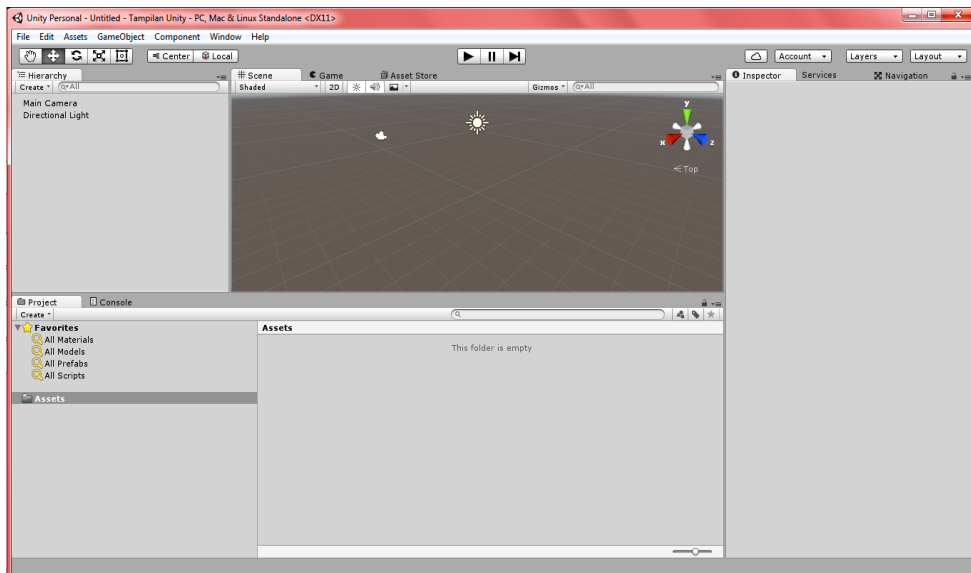 Unity Personal - Untitled - Tampilan Unity - PC, Mac & Linux Standalone <DX11>
File Edit Assets GameObject Component Window Help
Center Local Account Layers Layout
Hierarchy
Create All
Main Camera
Directional Light
Scene Game Asset Store
Shaded 2D Gizmos All
y
x z
Top
Inspector Services Navigation
Project Console
Create
Favorites
All Materials
All Models
All Prefabs
All Scripts
Assets
Assets
This folder is empty